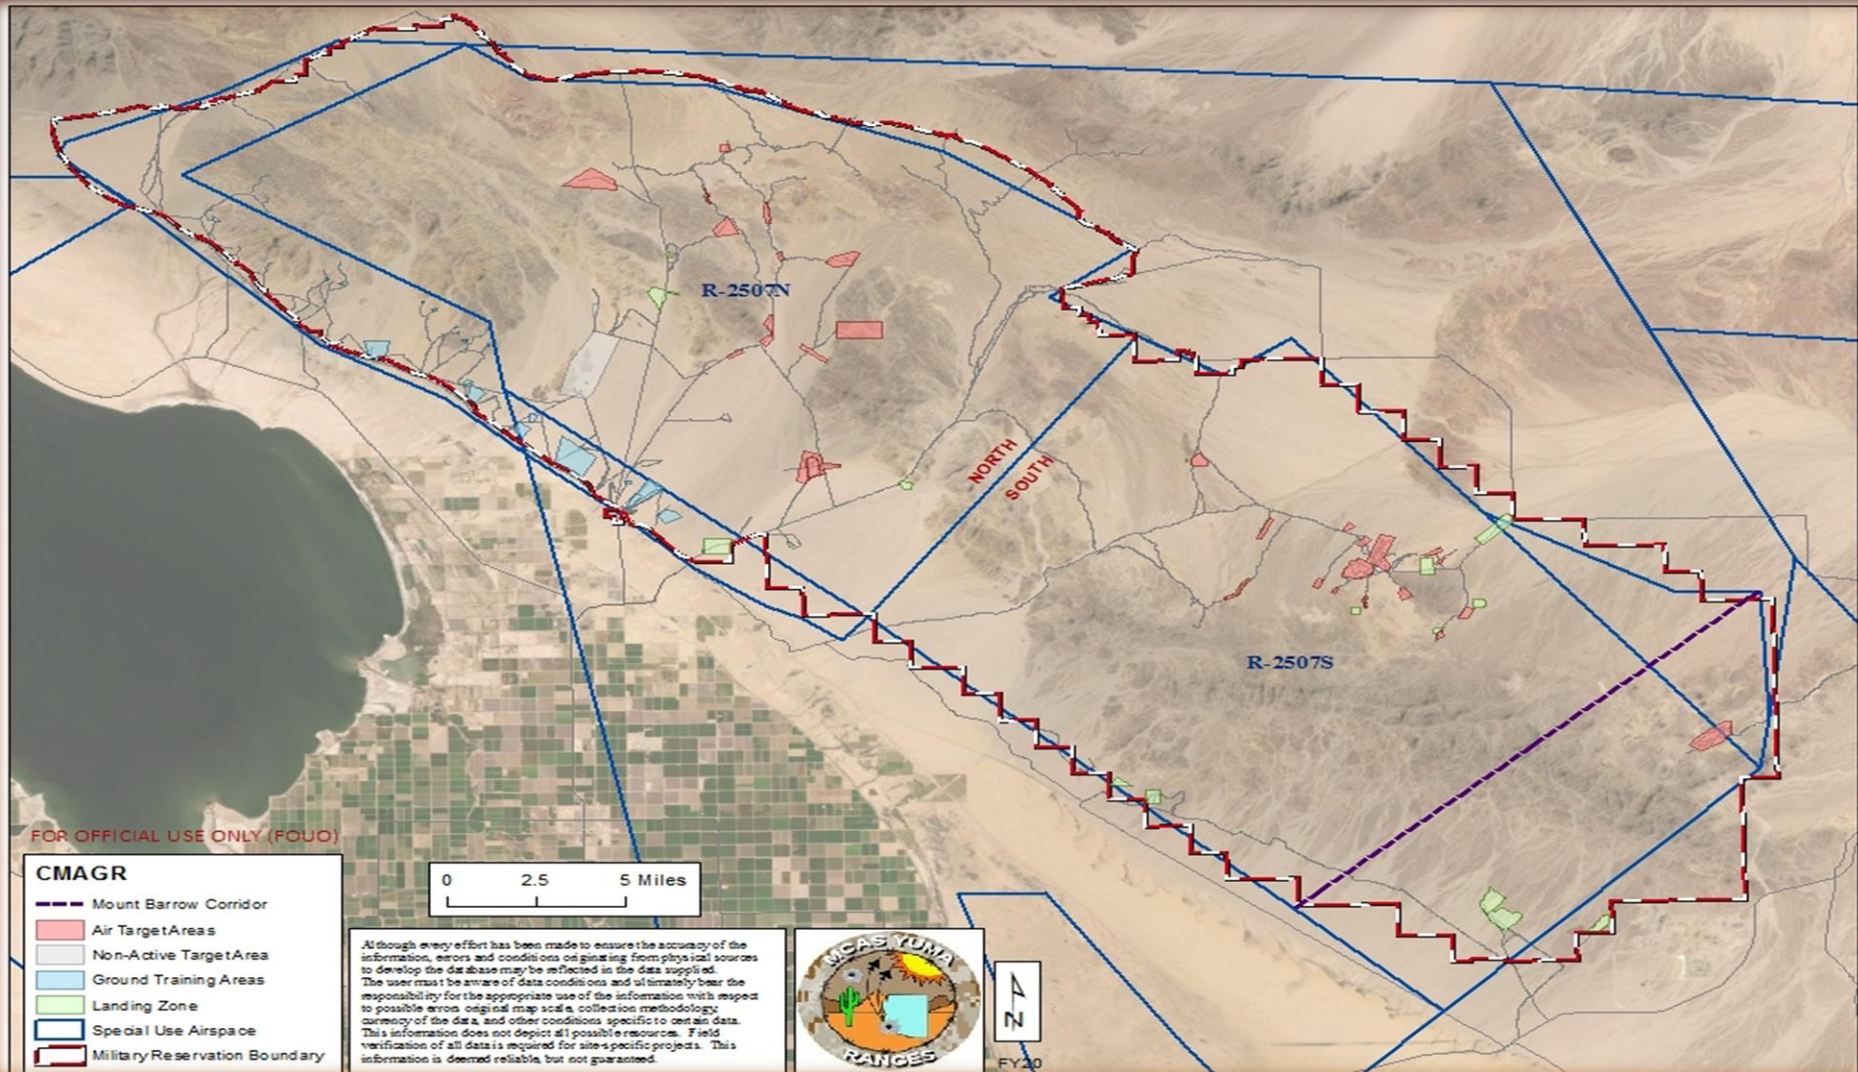 R-2507N
NORTH
SOUTH
R-2507S
FOR OFFICIAL USE ONLY (FOUO)
CMAGR
Mount Barrow Corridor
Air Target Areas
Non-Active Target Area
Ground Training Areas
Landing Zone
Special Use Airspace
Military Reservation Boundary
0 2.5 5 Miles
Although every effort has been made to ensure the accuracy of the
information, errors and conditions originating from physical sources
to develop the database may be reflected in the data supplied.
The user must be aware of data conditions and ultimately bear the
responsibility for the appropriate use of the information with respect
to possible errors original map scale, collection methodology,
currency of the data, and other conditions specific to certain data.
This information does not depict all possible resources. Field
verification of all data is required for site-specific projects. This
information is deemed reliable, but not guaranteed.
MCAS YUMA
RANGES
N
FY20